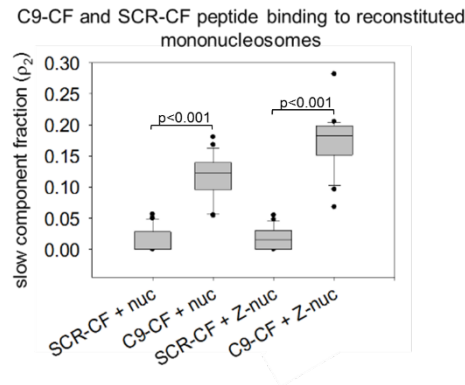 C9-CF and SCR-CF peptide binding to reconstituted
mononucleosomes
slow component fraction (ρ2)
0.30
0.25
0.20
0.15
0.10
0.05
0.00
p<0.001
p<0.001
SCR-CF + nuc
C9-CF + nuc
SCR-CF + Z-nuc
C9-CF + Z-nuc